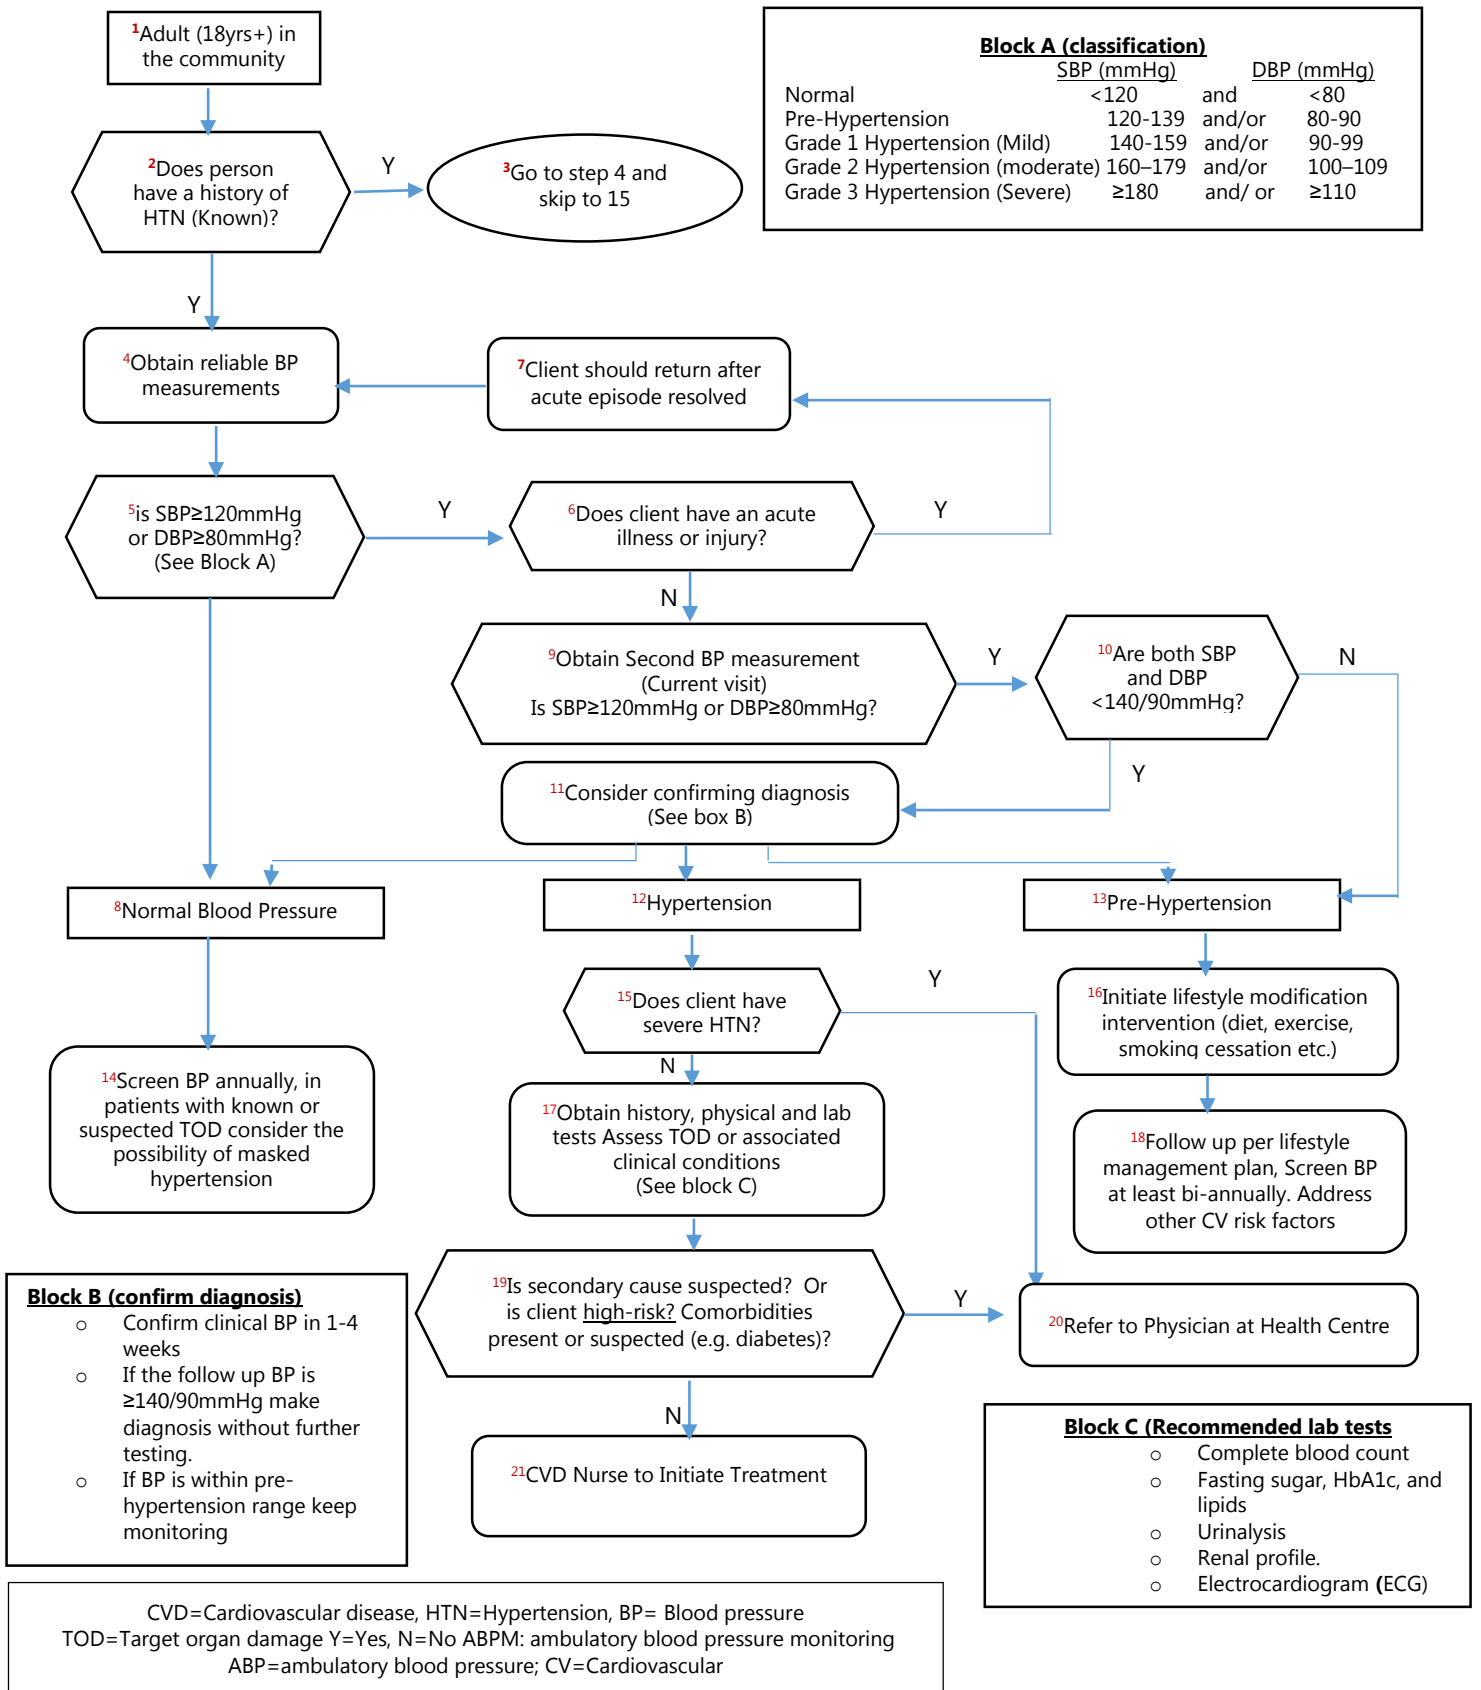 1Adult (18yrs+) in
the community
Block A (classification)
SBP (mmHg) DBP (mmHg)
Normal <120 and <80
Pre-Hypertension 120-139 and/or 80-90
Grade 1 Hypertension (Mild) 140-159 and/or 90-99
Grade 2 Hypertension (moderate) 160–179 and/or 100–109
Grade 3 Hypertension (Severe) ≥180 and/ or ≥110
2Does person
have a history of
HTN (Known)?
Y
3Go to step 4 and
skip to 15
Y
4Obtain reliable BP
measurements
7Client should return after
acute episode resolved
5is SBP≥120mmHg
or DBP≥80mmHg?
(See Block A)
Y
6Does client have an acute
illness or injury?
Y
N
9Obtain Second BP measurement
(Current visit)
Is SBP≥120mmHg or DBP≥80mmHg?
Y
10Are both SBP
and DBP
<140/90mmHg?
N
Y
11Consider confirming diagnosis
(See box B)
8Normal Blood Pressure
12Hypertension
13Pre-Hypertension
15Does client have
severe HTN?
Y
N
16Initiate lifestyle modification
intervention (diet, exercise,
smoking cessation etc.)
14Screen BP annually, in
patients with known or
suspected TOD consider the
possibility of masked
hypertension
17Obtain history, physical and lab
tests Assess TOD or associated
clinical conditions
(See block C)
18Follow up per lifestyle
management plan, Screen BP
at least bi-annually. Address
other CV risk factors
19Is secondary cause suspected? Or
is client high-risk? Comorbidities
present or suspected (e.g. diabetes)?
Y
20Refer to Physician at Health Centre
N
21CVD Nurse to Initiate Treatment
Block B (confirm diagnosis)
o Confirm clinical BP in 1-4
weeks
o If the follow up BP is
≥140/90mmHg make
diagnosis without further
testing.
o If BP is within pre-
hypertension range keep
monitoring
Block C (Recommended lab tests
o Complete blood count
o Fasting sugar, HbA1c, and
lipids
o Urinalysis
o Renal profile.
o Electrocardiogram (ECG)
CVD=Cardiovascular disease, HTN=Hypertension, BP= Blood pressure
TOD=Target organ damage Y=Yes, N=No ABPM: ambulatory blood pressure monitoring
ABP=ambulatory blood pressure; CV=Cardiovascular